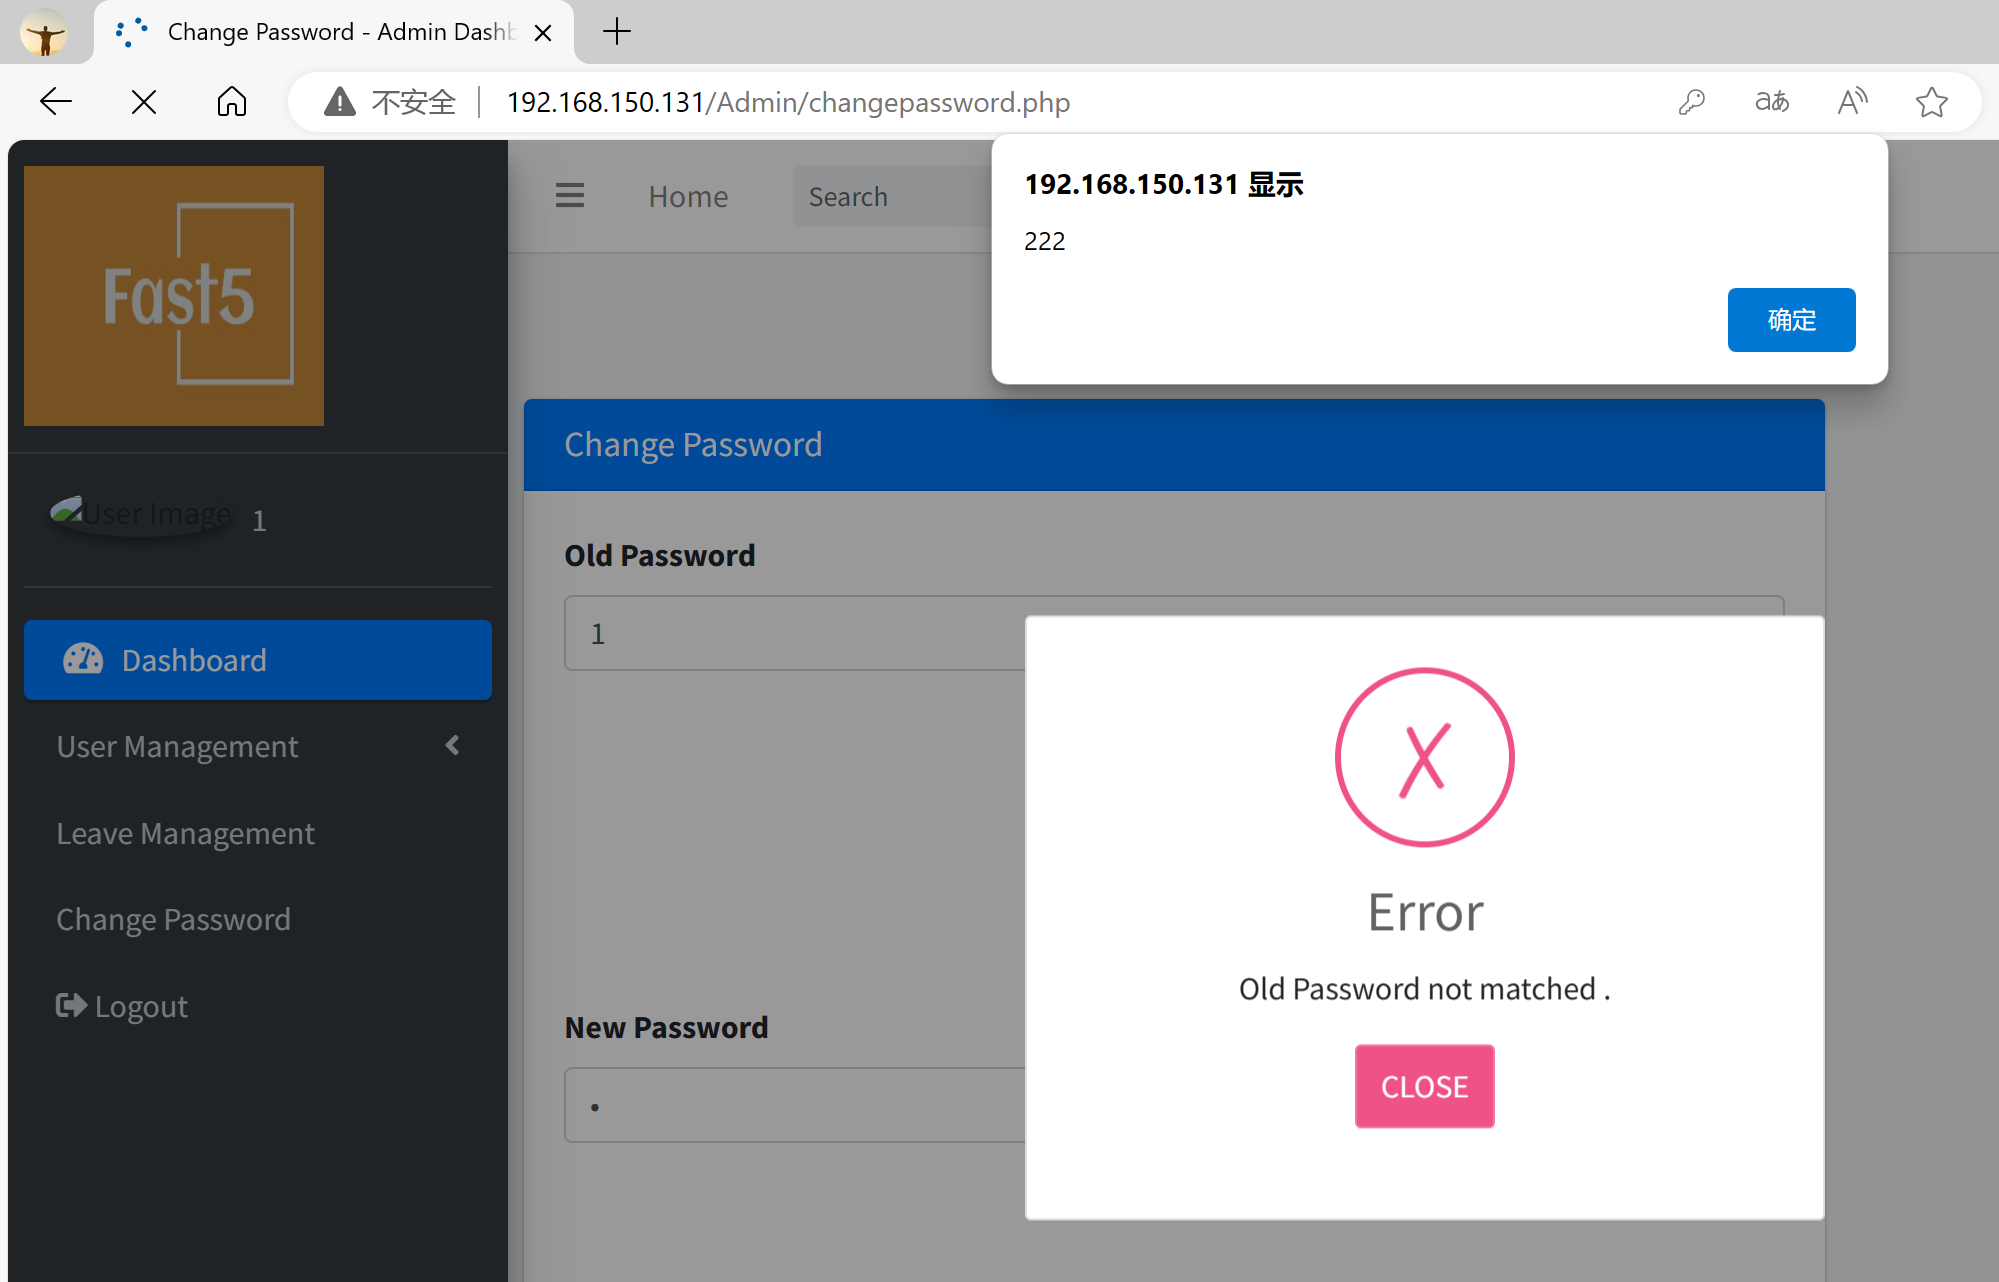 Change Password - Admin Dashb
不安全
192.168.150.131/Admin/changepassword.php
aあ
A
Fast5
Home
Search
192.168.150.131 显示
222
确定
User Image
1
Dashboard
User Management
Leave Management
Change Password
Logout
Change Password
Old Password
1
New Password
•
X
Error
Old Password not matched .
CLOSE